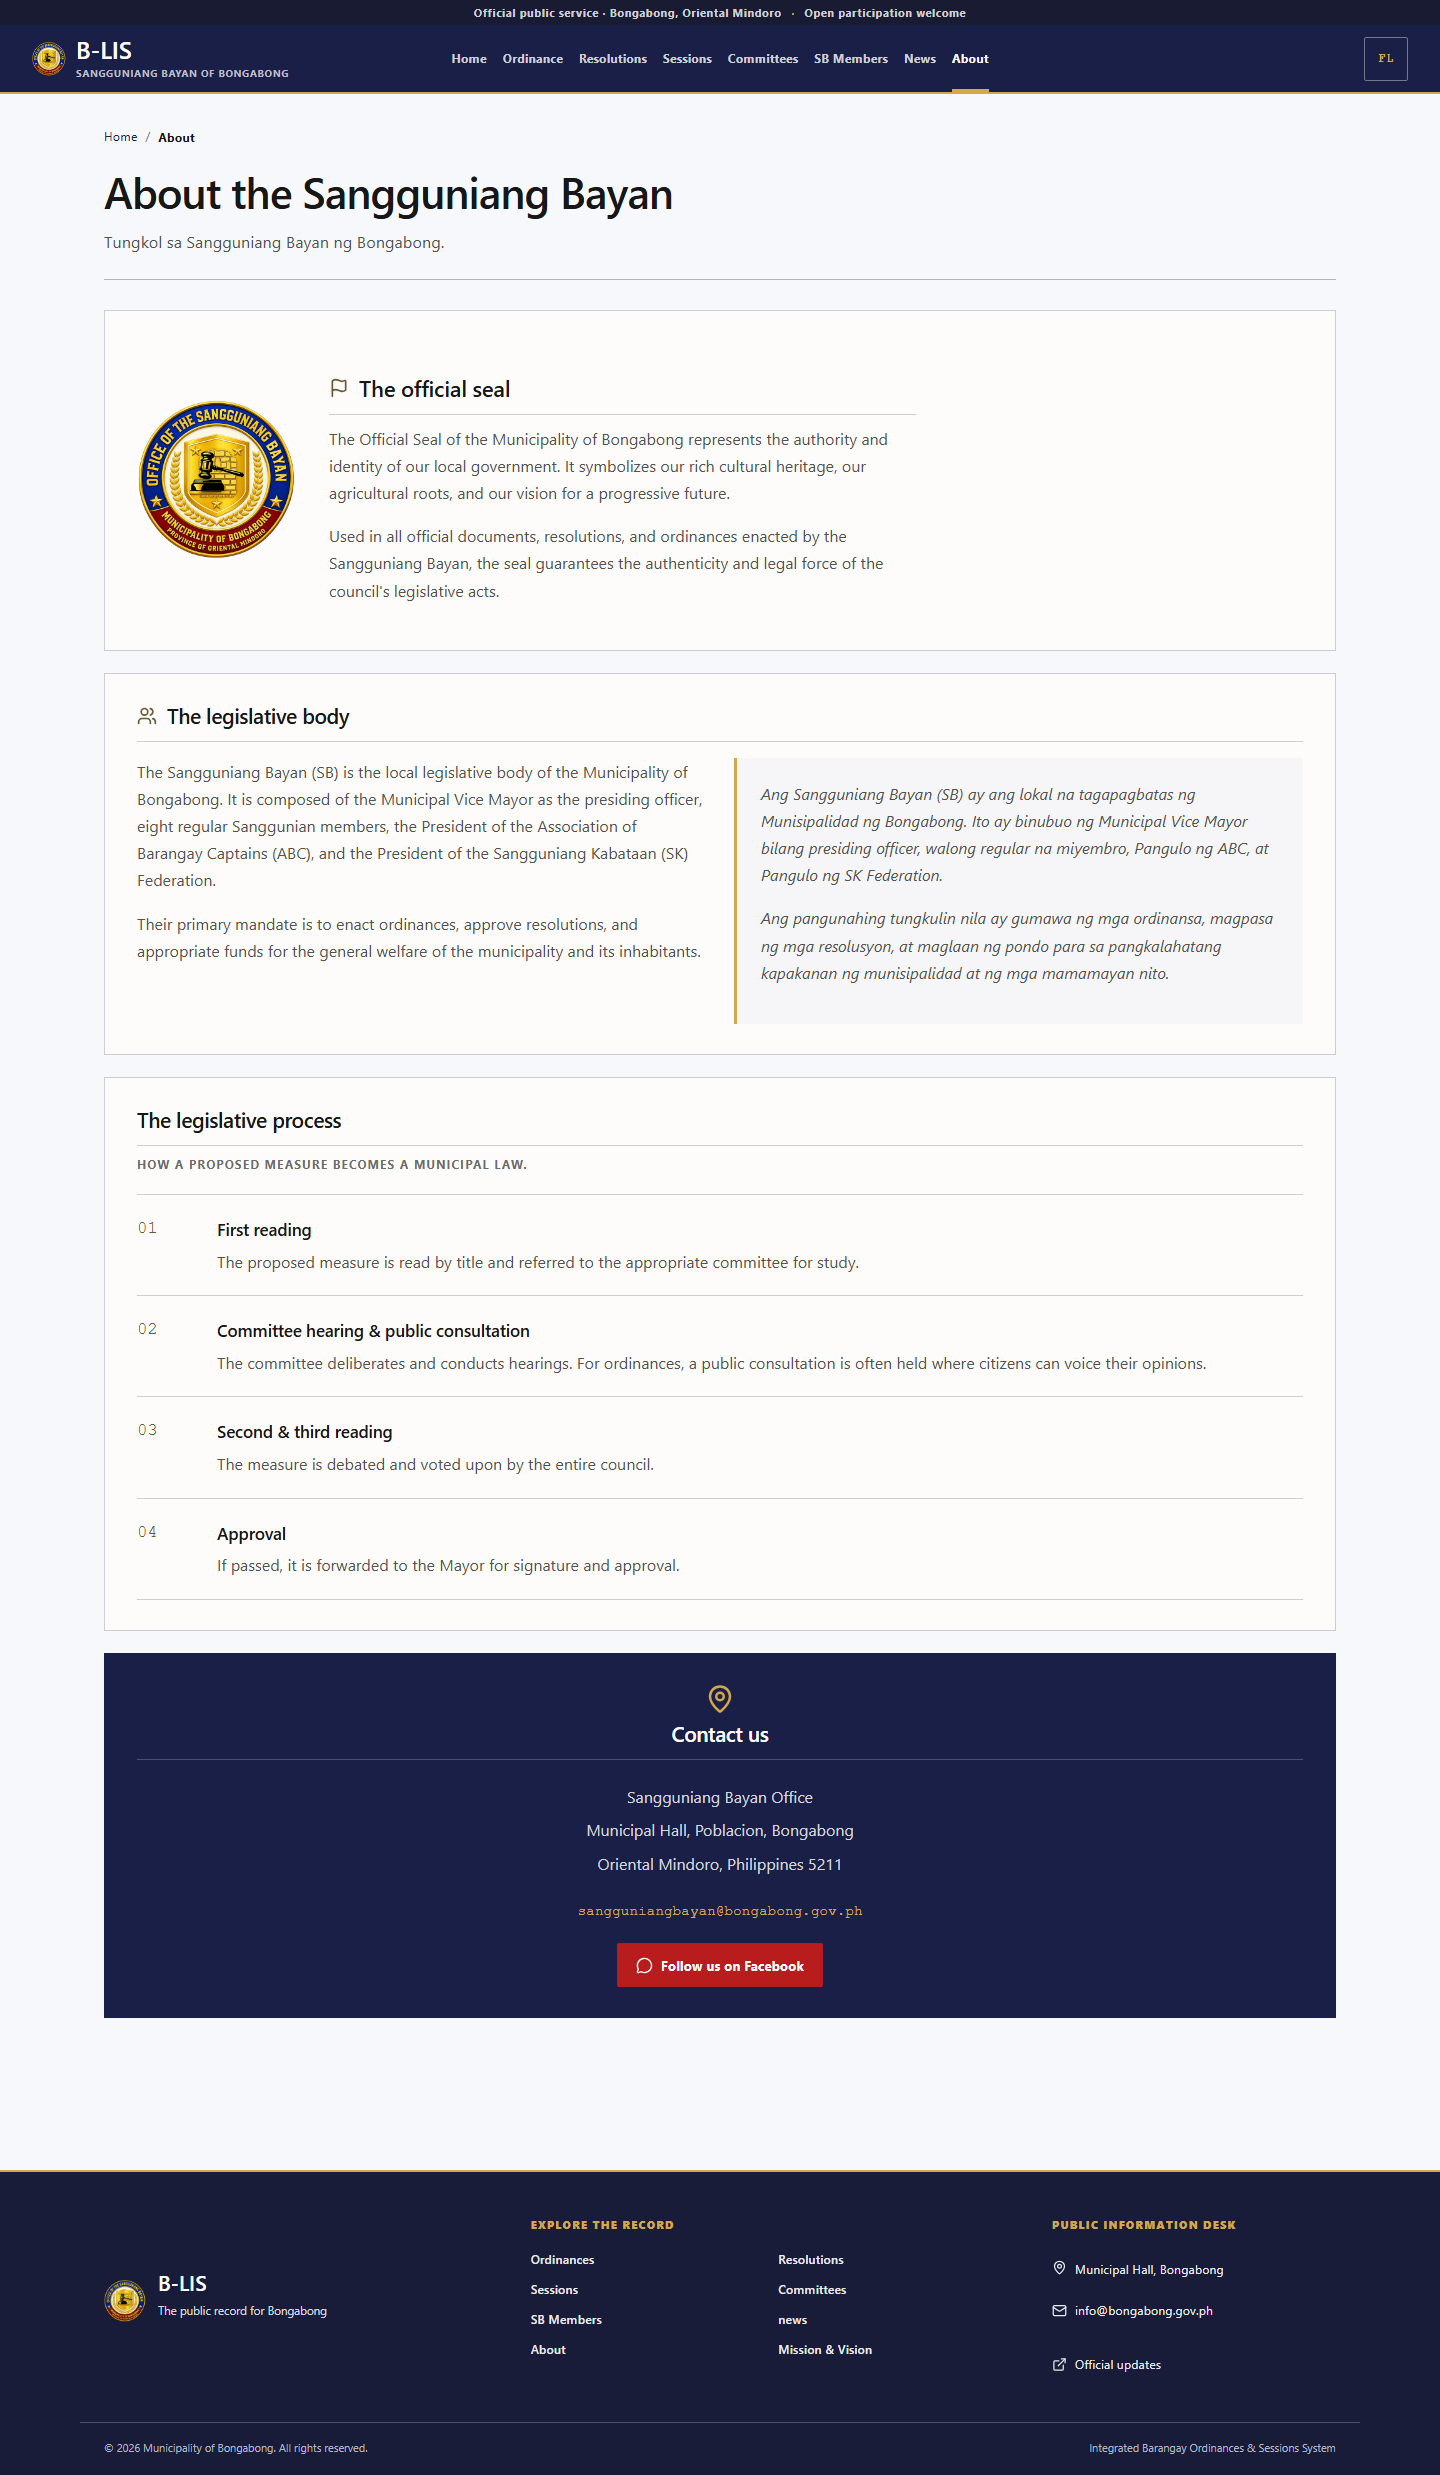 Official public service · Bongabong, Oriental Mindoro · Open participation welcome
B-LIS
SANGGUNIANG BAYAN OF BONGABONG
Home Ordinance Resolutions Sessions Committees SB Members News About
FL
Home / About
About the Sangguniang Bayan
Tungkol sa Sangguniang Bayan ng Bongabong.
OFFICE OF THE SANGGUNIANG BAYAN
MUNICIPALITY OF BONGABONG
PROVINCE OF ORIENTAL MINDORO
The official seal
The Official Seal of the Municipality of Bongabong represents the authority and
identity of our local government. It symbolizes our rich cultural heritage, our
agricultural roots, and our vision for a progressive future.
Used in all official documents, resolutions, and ordinances enacted by the
Sangguniang Bayan, the seal guarantees the authenticity and legal force of the
council's legislative acts.
The legislative body
The Sangguniang Bayan (SB) is the local legislative body of the Municipality of
Bongabong. It is composed of the Municipal Vice Mayor as the presiding officer,
eight regular Sanggunian members, the President of the Association of
Barangay Captains (ABC), and the President of the Sangguniang Kabataan (SK)
Federation.
Their primary mandate is to enact ordinances, approve resolutions, and
appropriate funds for the general welfare of the municipality and its inhabitants.
Ang Sangguniang Bayan (SB) ay ang lokal na tagapagbatas ng
Munisipalidad ng Bongabong. Ito ay binubuo ng Municipal Vice Mayor
bilang presiding officer, walong regular na miyembro, Pangulo ng ABC, at
Pangulo ng SK Federation.
Ang pangunahing tungkulin nila ay gumawa ng mga ordinansa, magpasa
ng mga resolusyon, at maglaan ng pondo para sa pangkalahatang
kapakanan ng munisipalidad at ng mga mamamayan nito.
The legislative process
HOW A PROPOSED MEASURE BECOMES A MUNICIPAL LAW.
01
First reading
The proposed measure is read by title and referred to the appropriate committee for study.
02
Committee hearing & public consultation
The committee deliberates and conducts hearings. For ordinances, a public consultation is often held where citizens can voice their opinions.
03
Second & third reading
The measure is debated and voted upon by the entire council.
04
Approval
If passed, it is forwarded to the Mayor for signature and approval.
Contact us
Sangguniang Bayan Office
Municipal Hall, Poblacion, Bongabong
Oriental Mindoro, Philippines 5211
sangguniangbayan@bongabong.gov.ph
Follow us on Facebook
B-LIS
The public record for Bongabong
EXPLORE THE RECORD
Ordinances Resolutions
Sessions Committees
SB Members news
About Mission & Vision
PUBLIC INFORMATION DESK
Municipal Hall, Bongabong
info@bongabong.gov.ph
Official updates
© 2026 Municipality of Bongabong. All rights reserved.
Integrated Barangay Ordinances & Sessions System